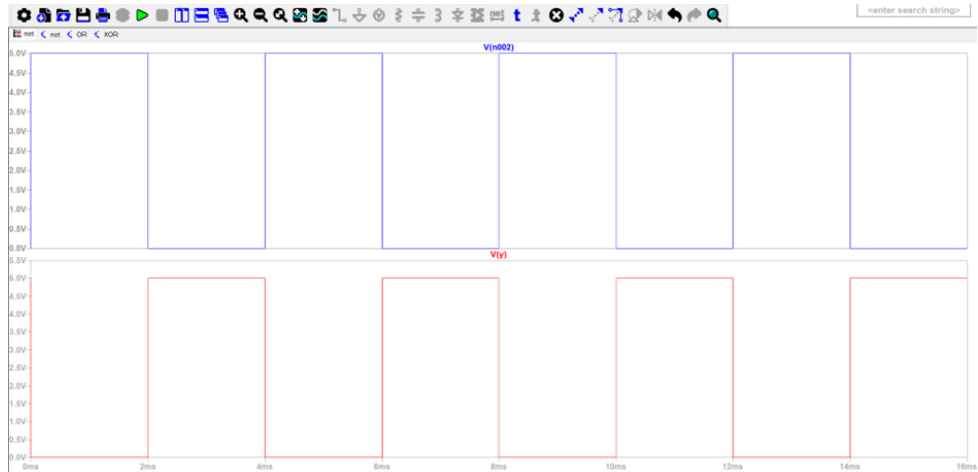 <enter search string>
not not OR XOR
V(n002)
5.0V
4.5V
4.0V
3.5V
3.0V
2.5V
2.0V
1.5V
1.0V
0.5V
0.0V
V(y)
5.5V
5.0V
4.5V
4.0V
3.5V
3.0V
2.5V
2.0V
1.5V
1.0V
0.5V
0.0V
0ms 2ms 4ms 6ms 8ms 10ms 12ms 14ms 16ms